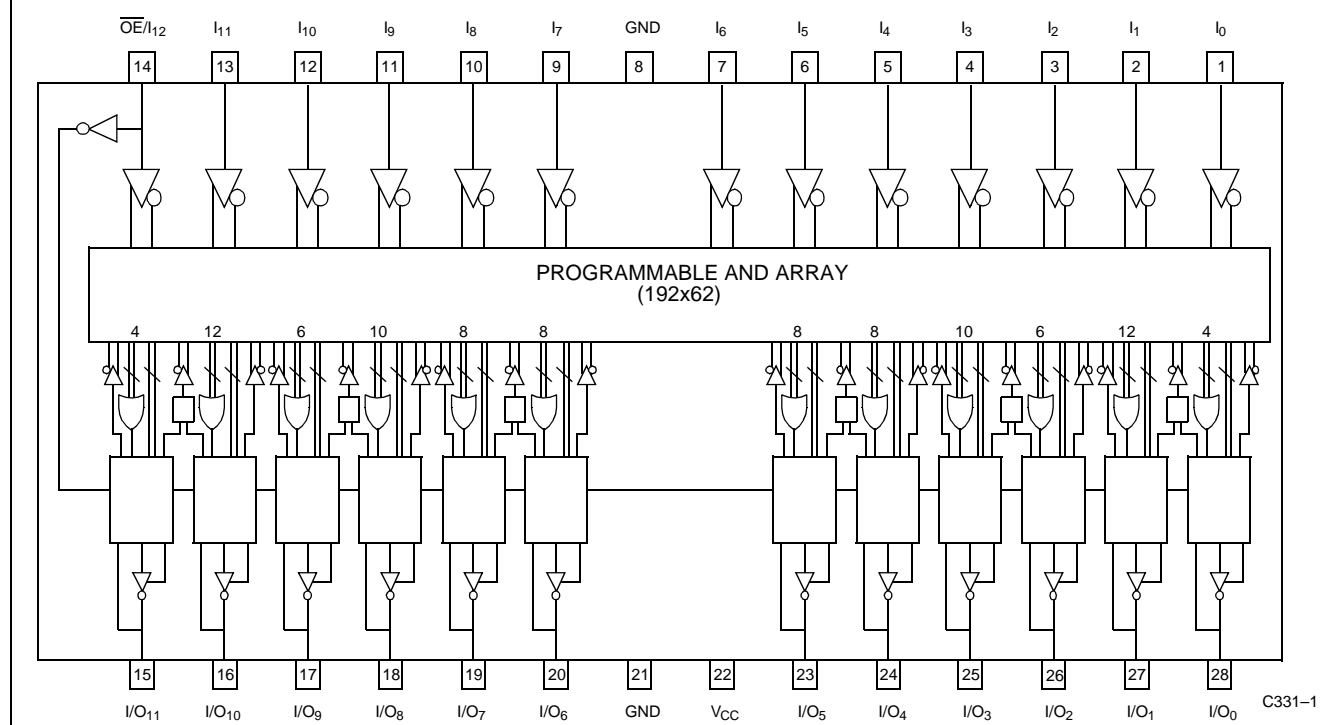 O̅E̅/I₁₂ I₁₁ I₁₀ I₉ I₈ I₇ GND I₆ I₅ I₄ I₃ I₂ I₁ I₀
14 13 12 11 10 9 8 7 6 5 4 3 2 1
PROGRAMMABLE AND ARRAY
(192x62)
4 12 6 10 8 8 8 8 10 6 12 4
15 16 17 18 19 20 21 22 23 24 25 26 27 28
I/O₁₁ I/O₁₀ I/O₉ I/O₈ I/O₇ I/O₆ GND V_CC I/O₅ I/O₄ I/O₃ I/O₂ I/O₁ I/O₀
C331–1